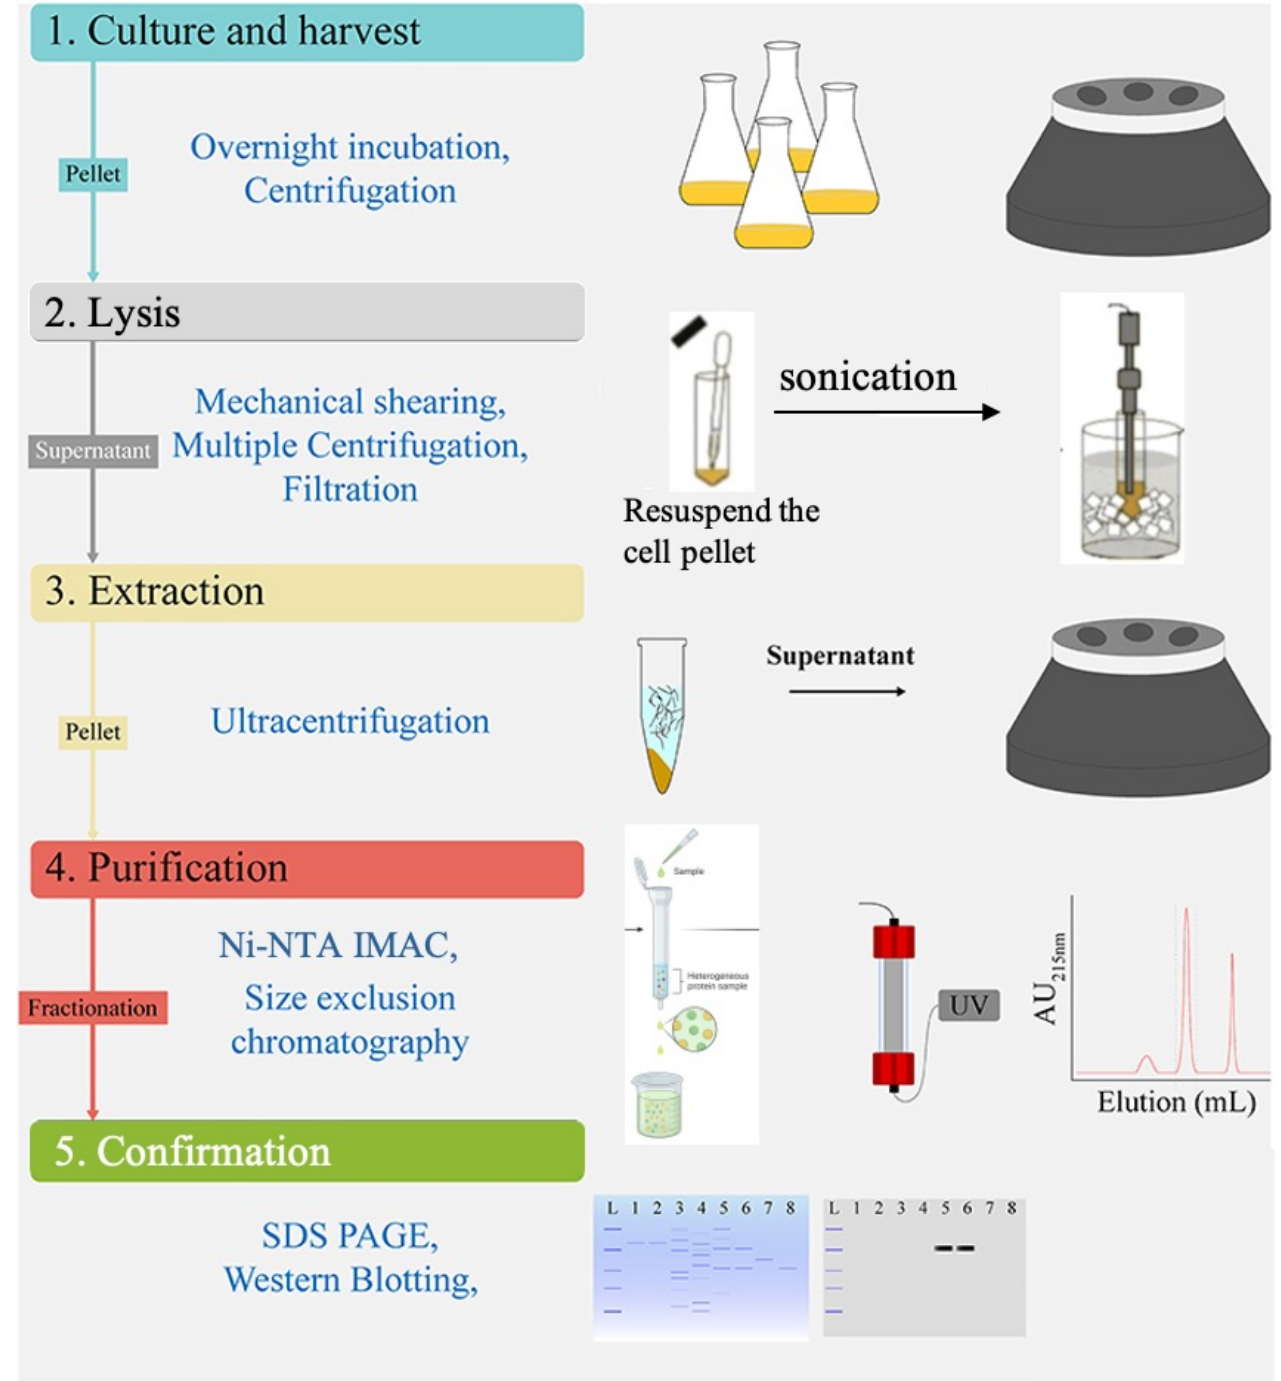 1. Culture and harvest
Pellet
Overnight incubation,
Centrifugation
2. Lysis
Supernatant
Mechanical shearing,
Multiple Centrifugation,
Filtration
sonication
Resuspend the
cell pellet
3. Extraction
Pellet
Ultracentrifugation
Supernatant
4. Purification
Fractionation
Ni-NTA IMAC,
Size exclusion
chromatography
Sample
Heterogeneous
protein sample
UV
AU215nm
Elution (mL)
5. Confirmation
SDS PAGE,
Western Blotting,
L 1 2 3 4 5 6 7 8
L 1 2 3 4 5 6 7 8